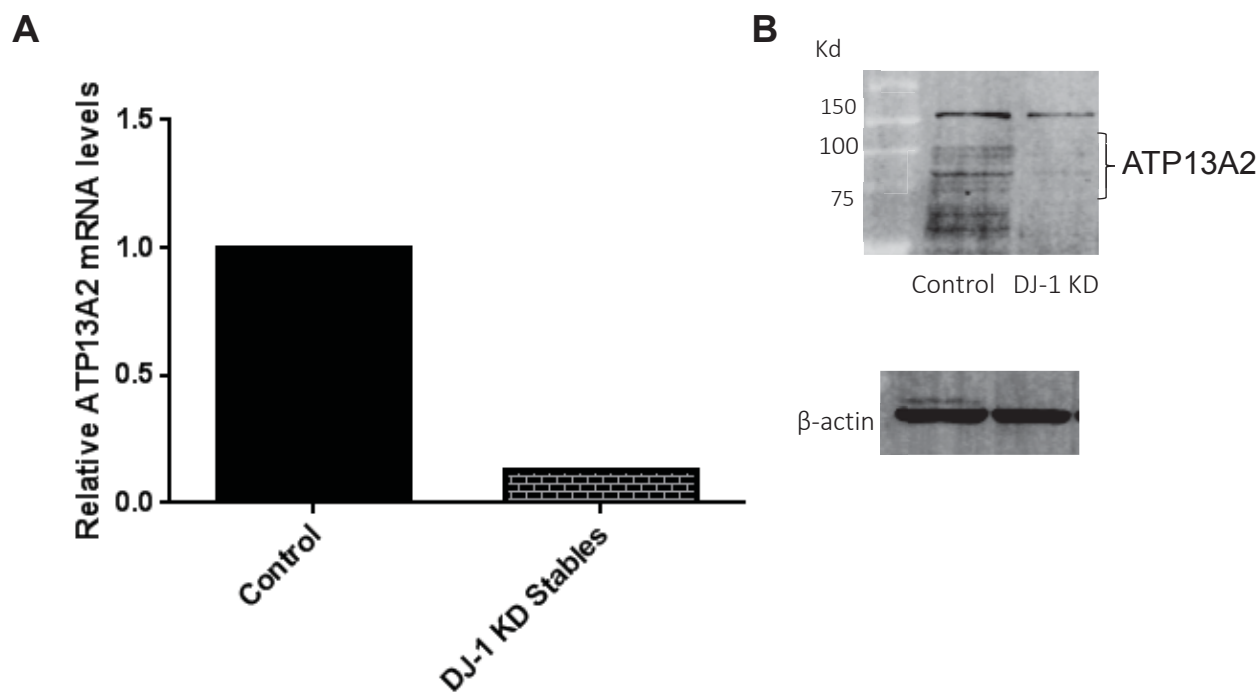 A
Relative ATP13A2 mRNA levels
1.5
1.0
0.5
0.0
Control
DJ-1 KD Stables
B
Kd
150
100
75
ATP13A2
Control DJ-1 KD
β-actin